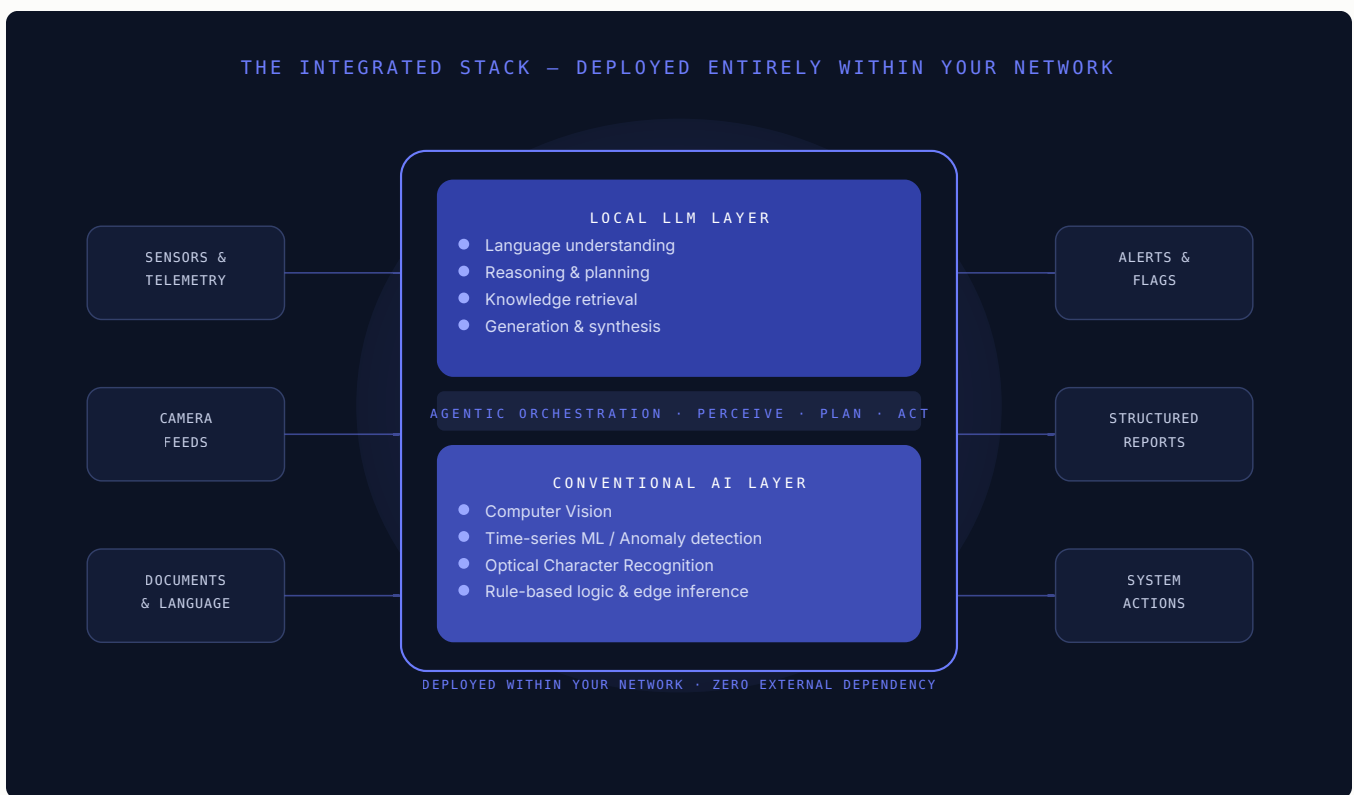 THE INTEGRATED STACK — DEPLOYED ENTIRELY WITHIN YOUR NETWORK
SENSORS &
TELEMETRY
CAMERA
FEEDS
DOCUMENTS
& LANGUAGE
LOCAL LLM LAYER
Language understanding
Reasoning & planning
Knowledge retrieval
Generation & synthesis
AGENTIC ORCHESTRATION · PERCEIVE · PLAN · ACT
CONVENTIONAL AI LAYER
Computer Vision
Time-series ML / Anomaly detection
Optical Character Recognition
Rule-based logic & edge inference
DEPLOYED WITHIN YOUR NETWORK · ZERO EXTERNAL DEPENDENCY
ALERTS &
FLAGS
STRUCTURED
REPORTS
SYSTEM
ACTIONS